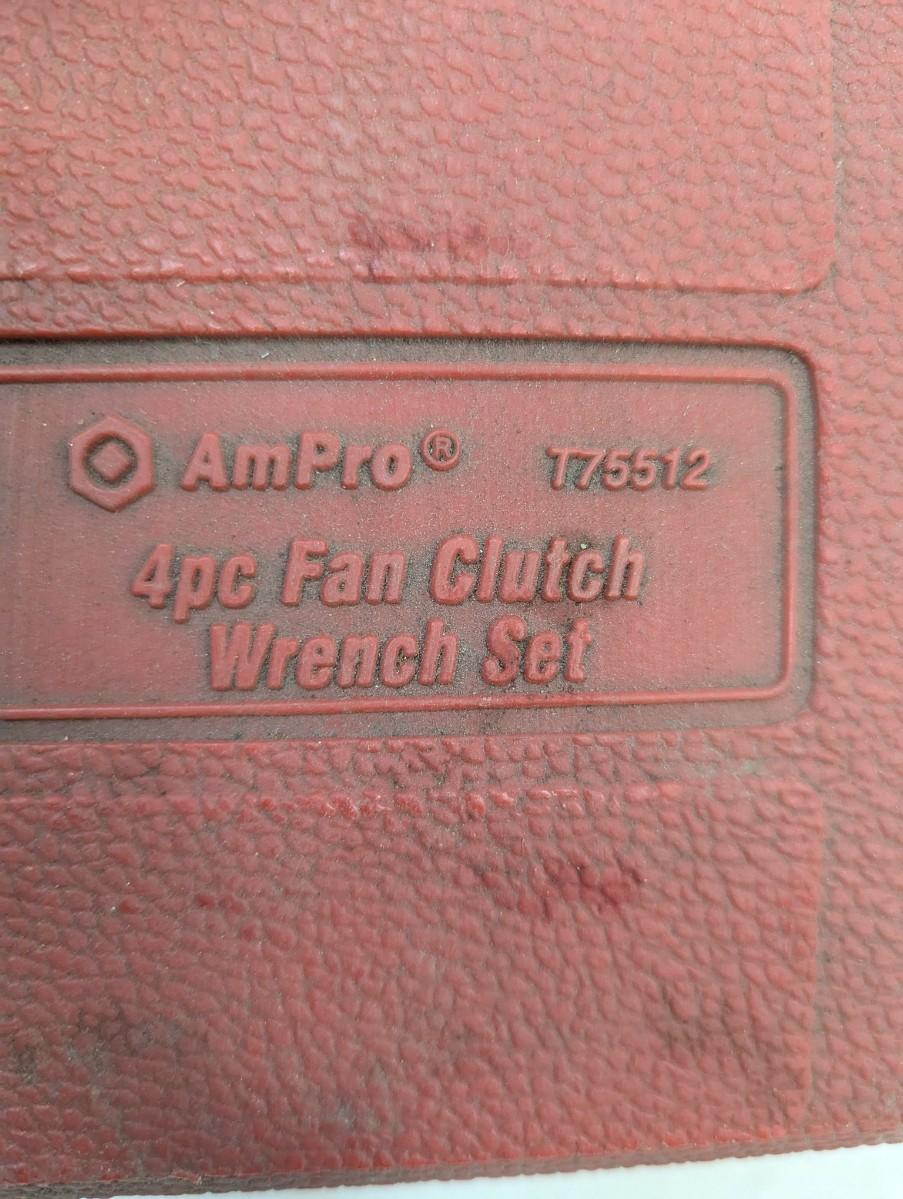 AmPro® T75512
4pc Fan Clutch
Wrench Set